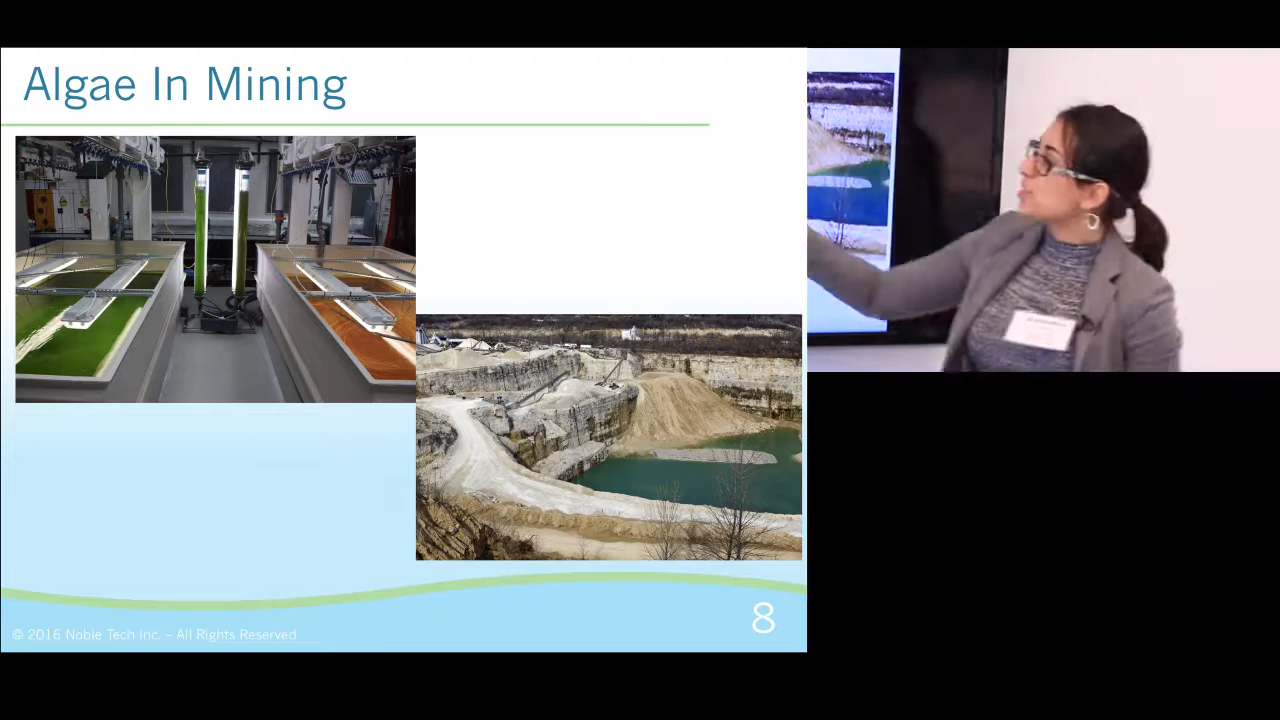 Algae In Mining
© 2016 Noble Tech Inc. – All Rights Reserved
8